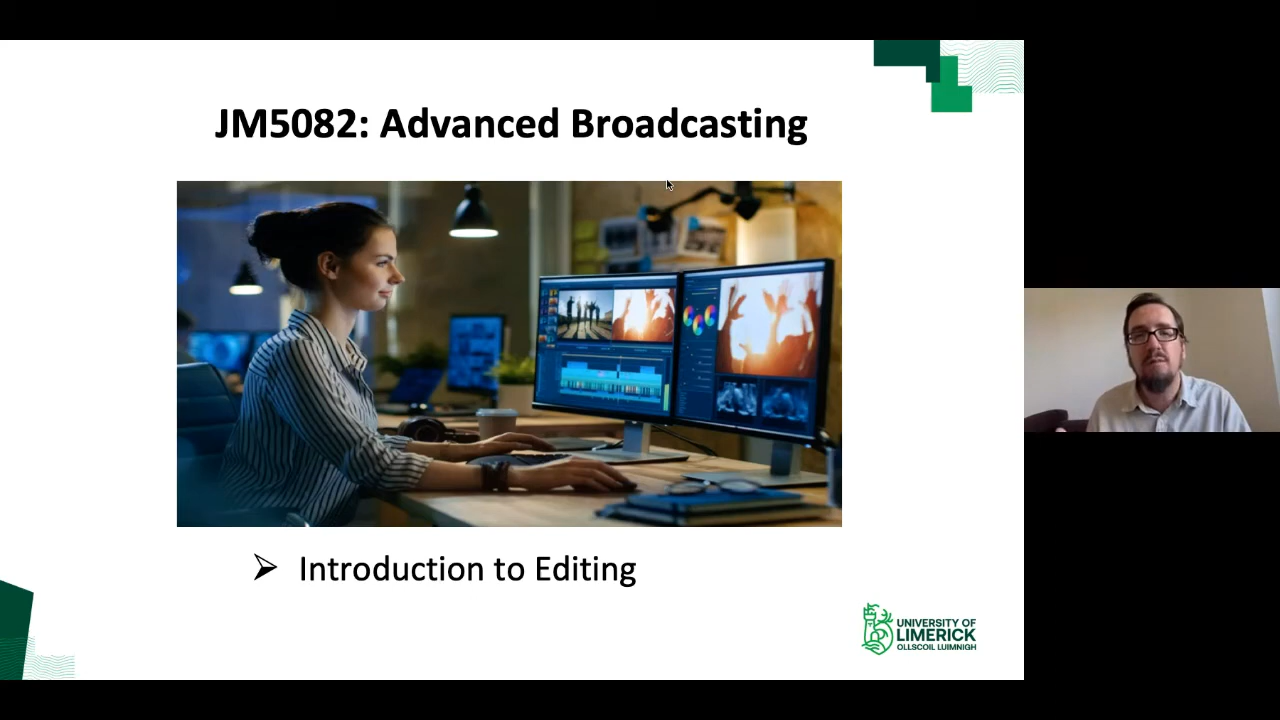 JM5082: Advanced Broadcasting
Introduction to Editing
UNIVERSITY OF
LIMERICK
OLLSCOIL LUIMNIGH